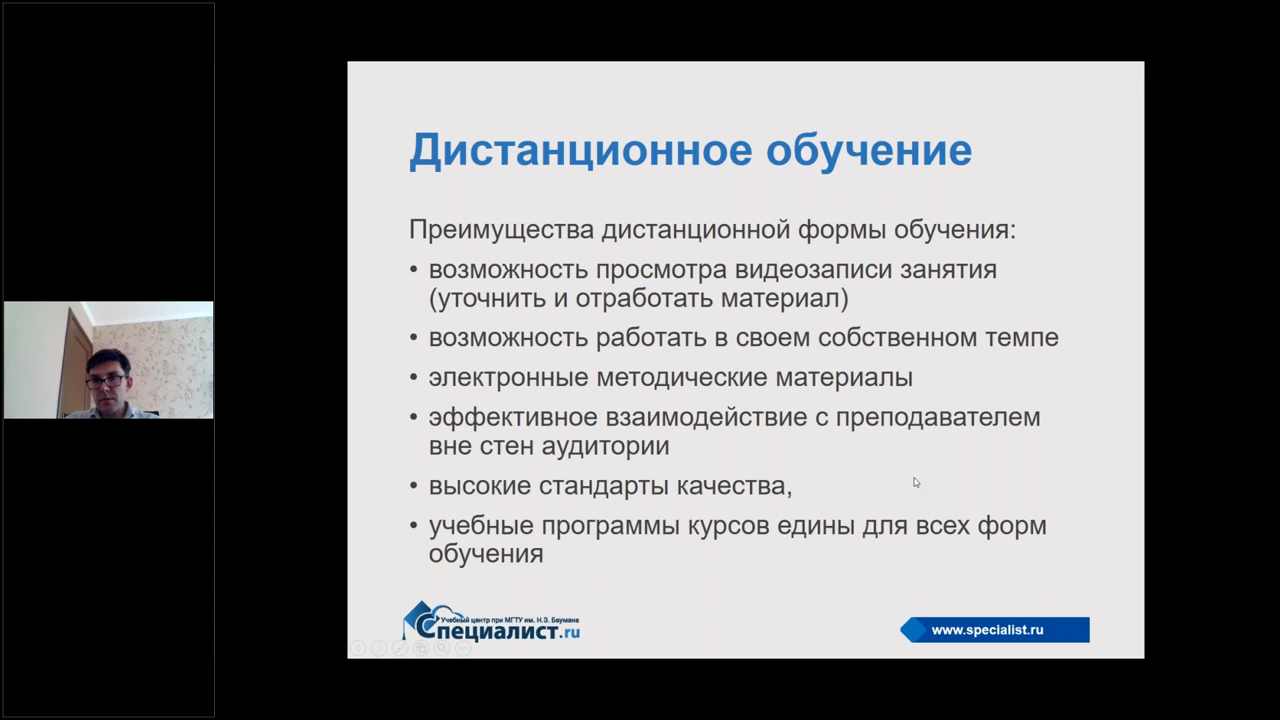 Дистанционное обучение
Преимущества дистанционной формы обучения:
• возможность просмотра видеозаписи занятия
(уточнить и отработать материал)
• возможность работать в своем собственном темпе
• электронные методические материалы
• эффективное взаимодействие с преподавателем
вне стен аудитории
• высокие стандарты качества,
• учебные программы курсов едины для всех форм
обучения
Учебный центр при МГТУ им. Н.Э. Баумана
Специалист.ru
www.specialist.ru